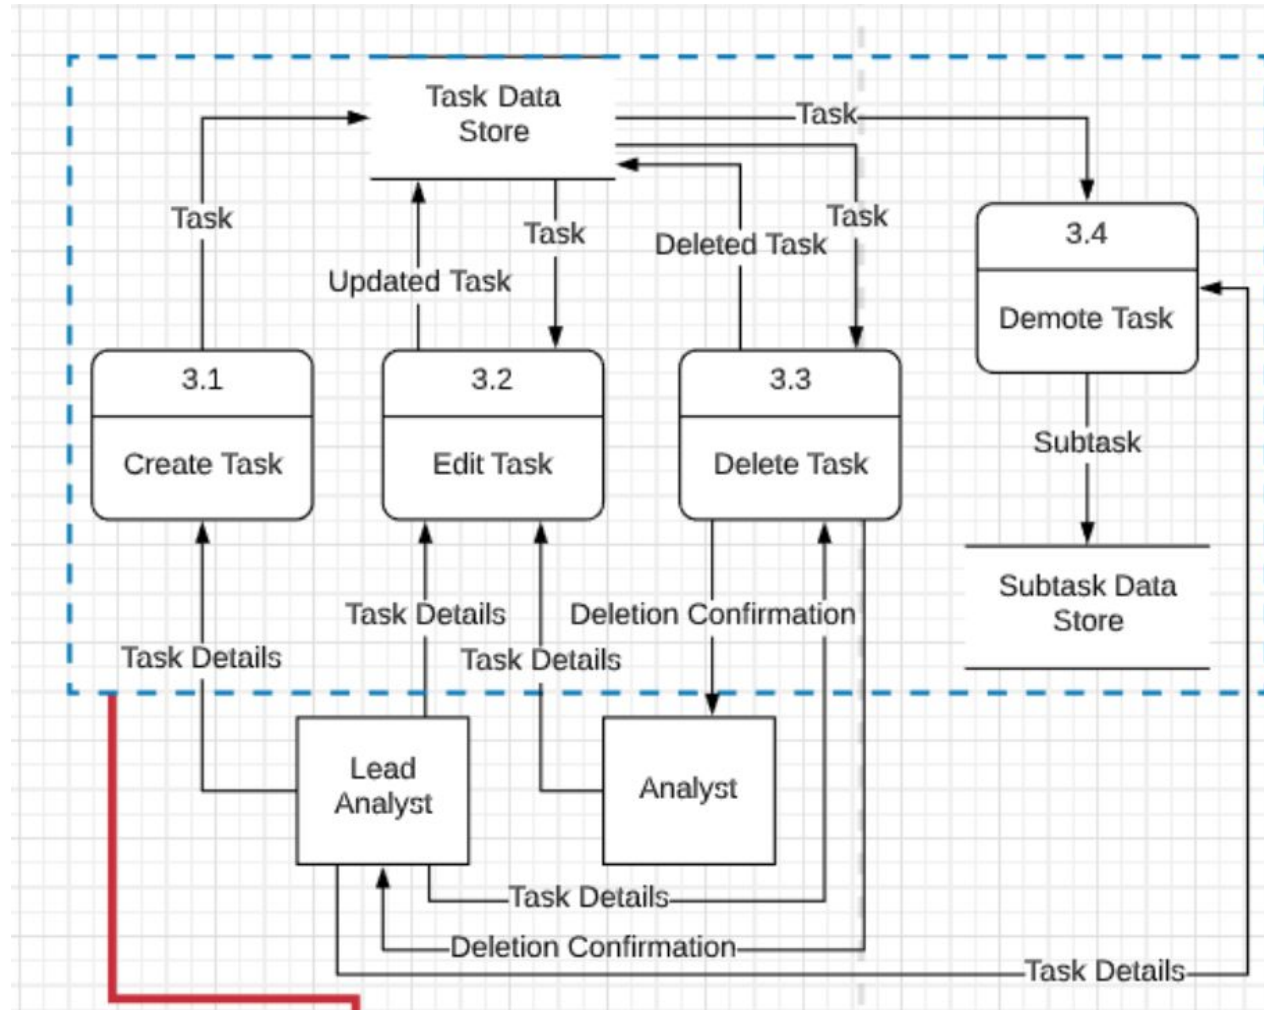 Task Data
Store
Task
Task
Task
Task
Deleted Task
Updated Task
3.4
Demote Task
3.1
Create Task
3.2
Edit Task
3.3
Delete Task
Subtask
Subtask Data
Store
Task Details
Deletion Confirmation
Task Details
Task Details
Lead
Analyst
Analyst
Task Details
Deletion Confirmation
Task Details